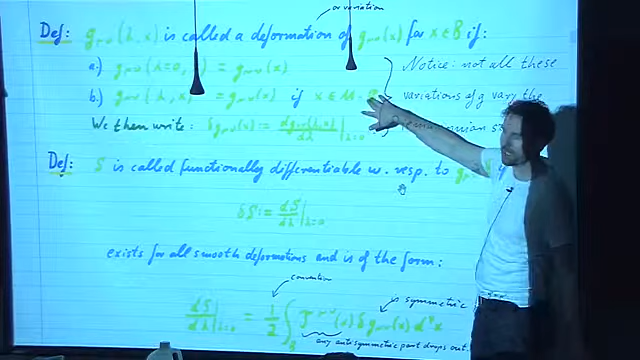 or variation
Def: gμν(λ,x) is called a deformation of gμν(x) for x∈B if:
a.) gμν(λ=0, ) = gμν(x) Notice: not all these
b.) gμν(λ,x) = gμν(x) if x∈M- variations of g vary the
We then write: δgμν(x) := dgμν(λ,x)/dλ |λ=0
Def: S is called functionally differentiable w. resp. to
δS := dS/dλ |λ=0
exists for all smooth deformations and is of the form:
convention
is symmetric
dS/dλ |λ=0 = 1/2 ∫B Tμν(x) δgμν(x) d⁴x
any antisymmetric part drops out.